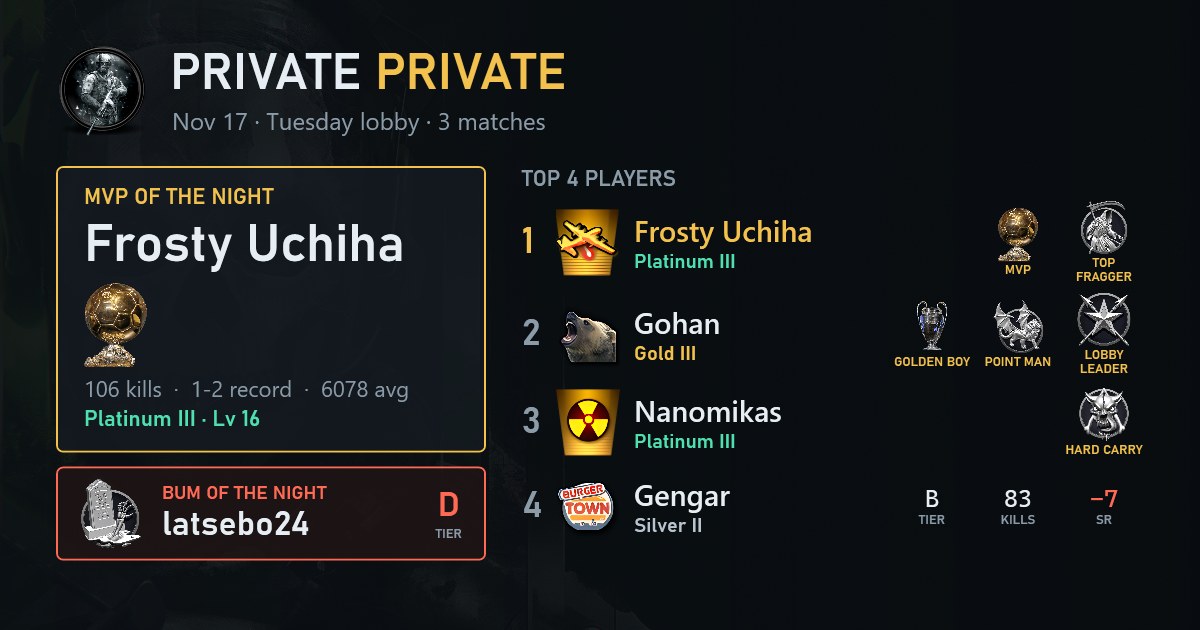 PRIVATE PRIVATE
Nov 17 · Tuesday lobby · 3 matches
MVP OF THE NIGHT
Frosty Uchiha
106 kills · 1-2 record · 6078 avg
Platinum III · Lv 16
BUM OF THE NIGHT
latsebo24
D
TIER
TOP 4 PLAYERS
1
Frosty Uchiha
Platinum III
MVP
TOP
FRAGGER
2
Gohan
Gold III
GOLDEN BOY
POINT MAN
LOBBY
LEADER
3
Nanomikas
Platinum III
HARD CARRY
4
BURGER
TOWN
Gengar
Silver II
B
TIER
83
KILLS
−7
SR